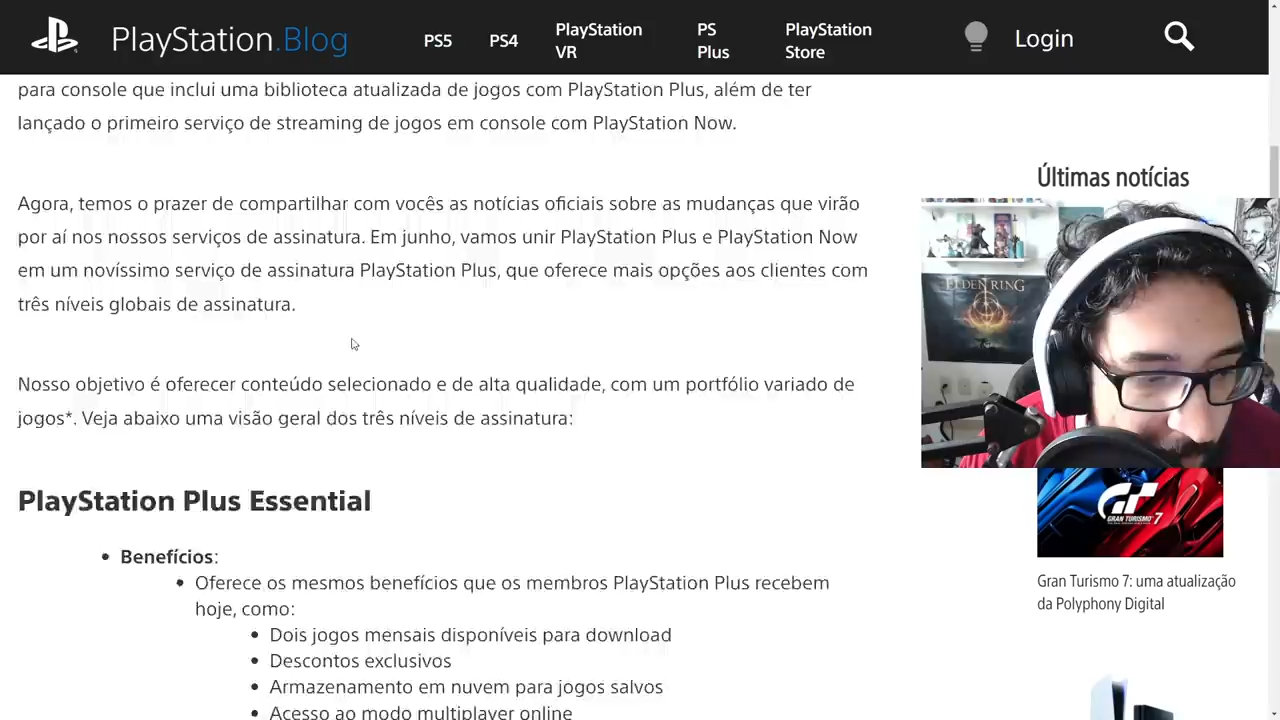 PlayStation.Blog
PS5
PS4
PlayStation
VR
PS
Plus
PlayStation
Store
Login
para console que inclui uma biblioteca atualizada de jogos com PlayStation Plus, além de ter
lançado o primeiro serviço de streaming de jogos em console com PlayStation Now.
Agora, temos o prazer de compartilhar com vocês as notícias oficiais sobre as mudanças que virão
por aí nos nossos serviços de assinatura. Em junho, vamos unir PlayStation Plus e PlayStation Now
em um novíssimo serviço de assinatura PlayStation Plus, que oferece mais opções aos clientes com
três níveis globais de assinatura.
Nosso objetivo é oferecer conteúdo selecionado e de alta qualidade, com um portfólio variado de
jogos*. Veja abaixo uma visão geral dos três níveis de assinatura:
PlayStation Plus Essential
• Benefícios:
• Oferece os mesmos benefícios que os membros PlayStation Plus recebem
hoje, como:
• Dois jogos mensais disponíveis para download
• Descontos exclusivos
• Armazenamento em nuvem para jogos salvos
• Acesso ao modo multiplayer online
Últimas notícias
ELDEN RING
GRAN TURISMO 7
Gran Turismo 7: uma atualização
da Polyphony Digital